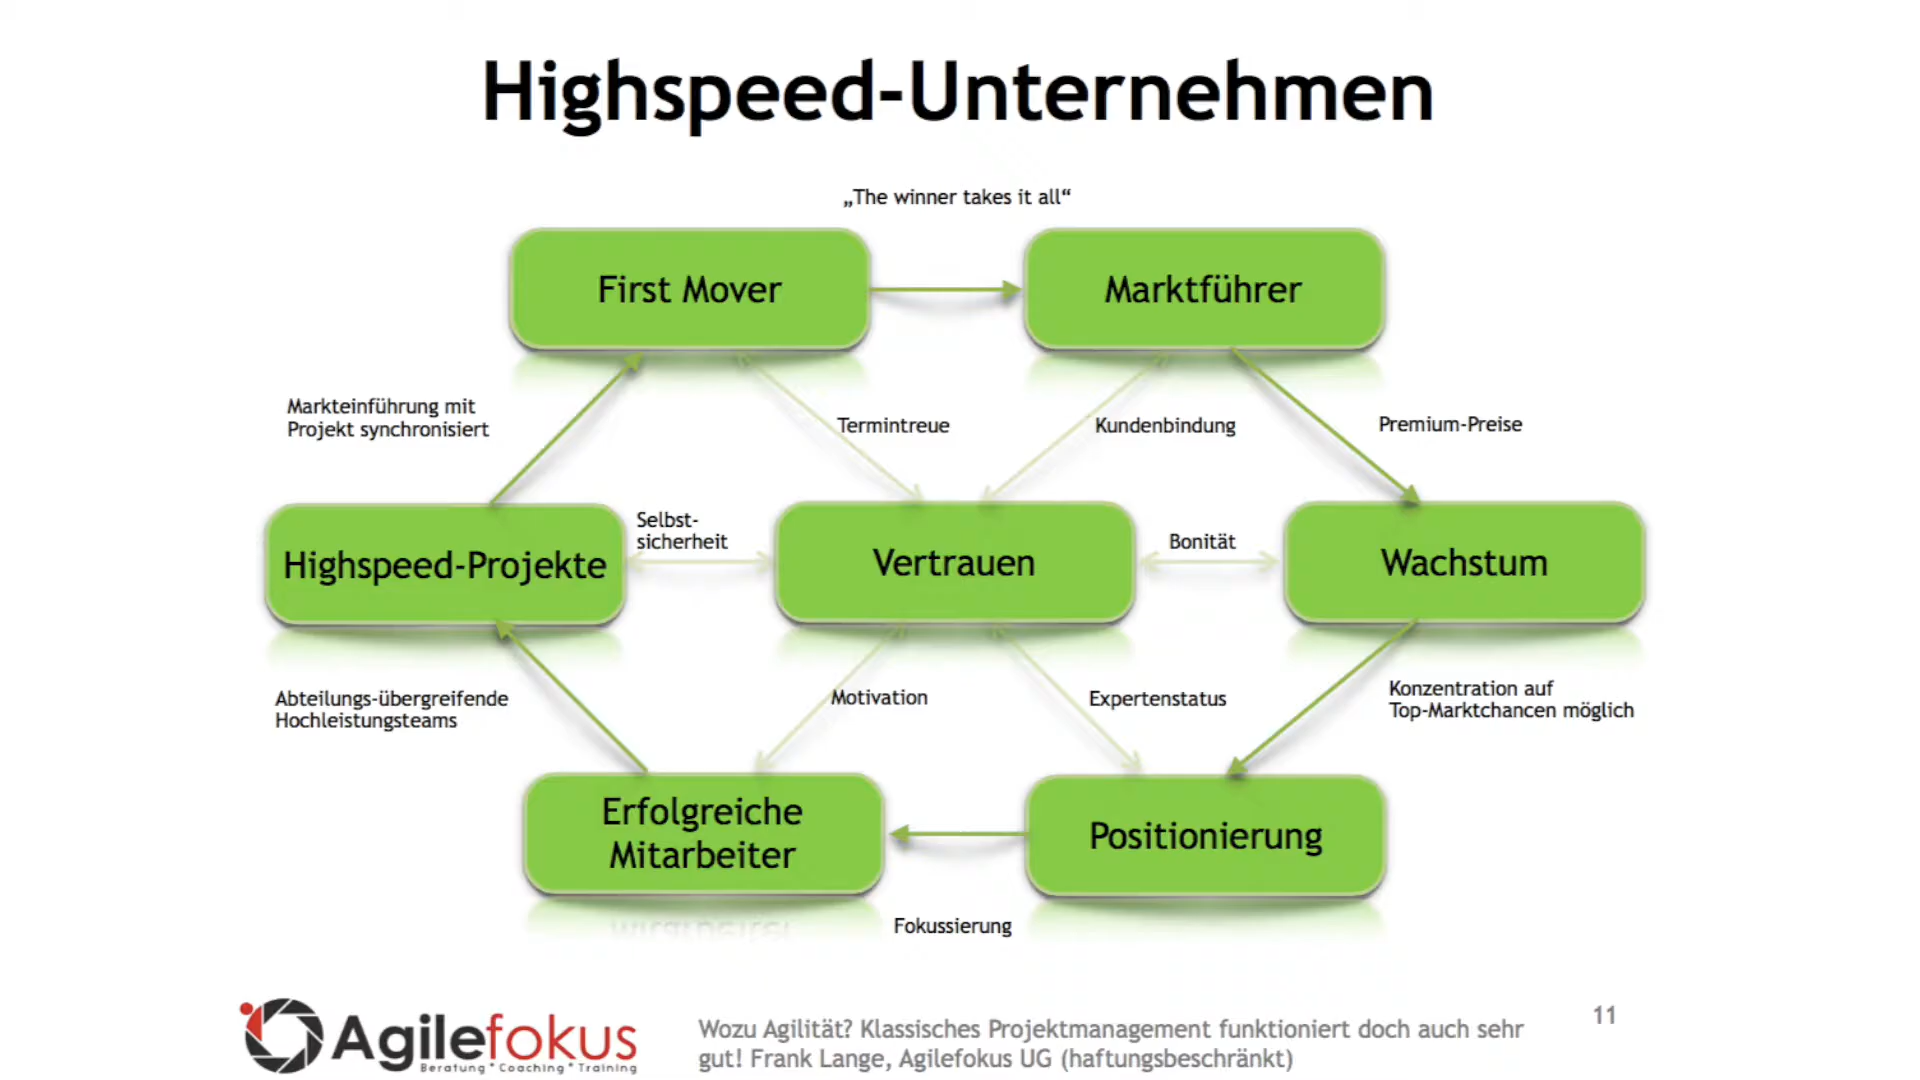 Highspeed-Unternehmen
„The winner takes it all“
First Mover
Marktführer
Markteinführung mit
Projekt synchronisiert
Termintreue
Kundenbindung
Premium-Preise
Highspeed-Projekte
Selbst-
sicherheit
Vertrauen
Bonität
Wachstum
Abteilungs-übergreifende
Hochleistungsteams
Motivation
Expertenstatus
Konzentration auf
Top-Marktchancen möglich
Erfolgreiche
Mitarbeiter
Positionierung
Fokussierung
Agilefokus
Beratung * Coaching * Training
Wozu Agilität? Klassisches Projektmanagement funktioniert doch auch sehr
gut! Frank Lange, Agilefokus UG (haftungsbeschränkt)
11